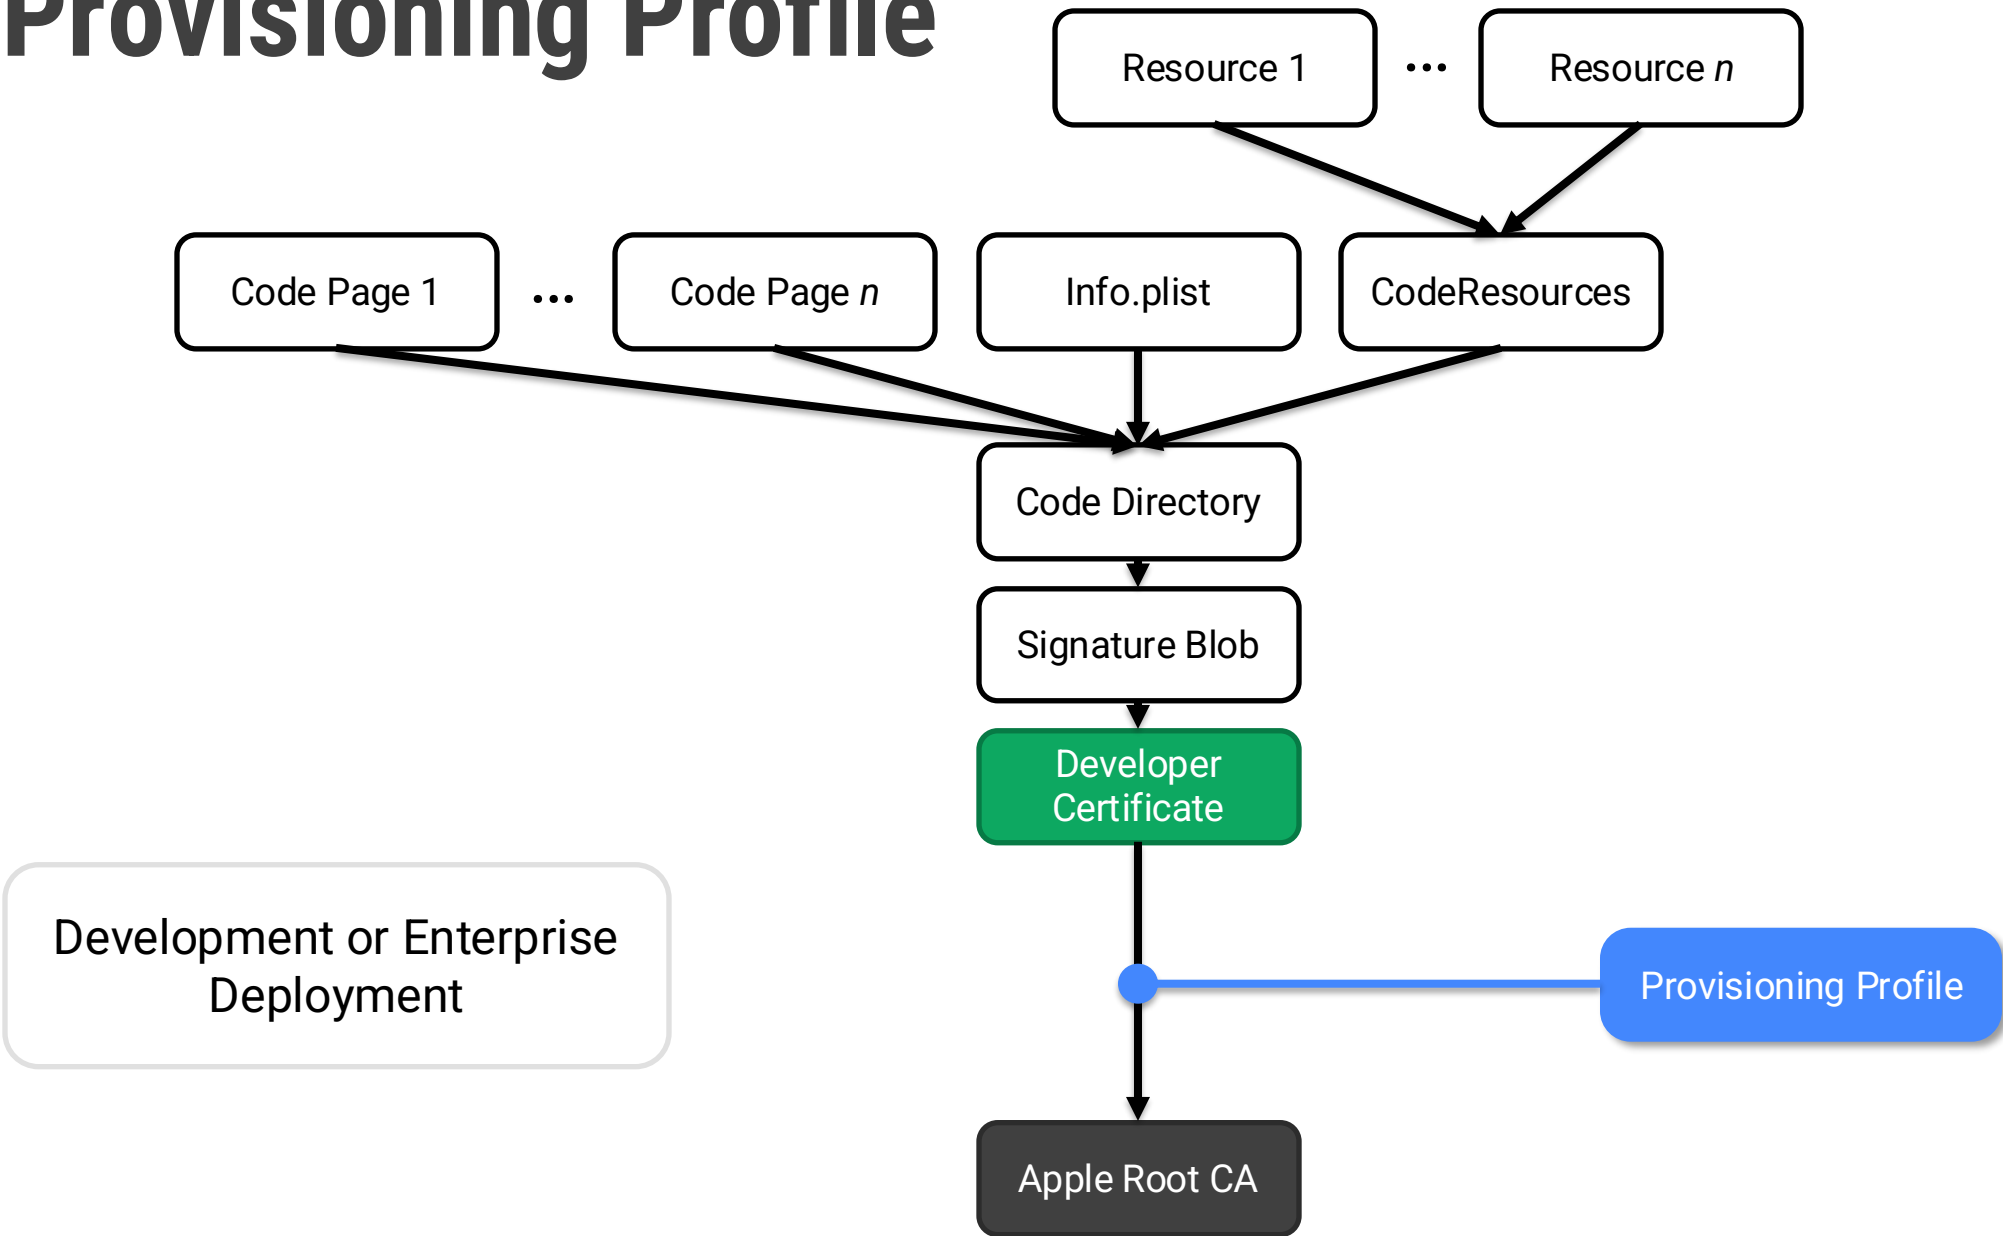 Provisioning Profile
Resource 1 ... Resource n
Code Page 1 ... Code Page n Info.plist CodeResources
Code Directory
Signature Blob
Developer
Certificate
Development or Enterprise
Deployment
Provisioning Profile
Apple Root CA